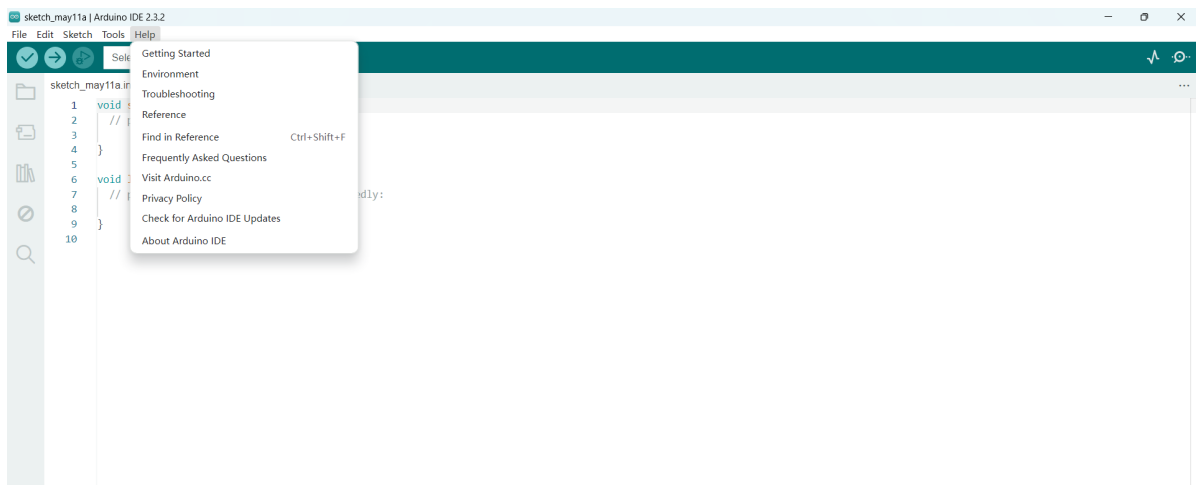 sketch_may11a | Arduino IDE 2.3.2
File Edit Sketch Tools Help
Sele
sketch_may11a.in
Getting Started
Environment
Troubleshooting
Reference
Find in Reference Ctrl+Shift+F
Frequently Asked Questions
Visit Arduino.cc
Privacy Policy
Check for Arduino IDE Updates
About Arduino IDE
1 void
2 //
3
4 }
5
6 void
7 // edly:
8
9 }
10